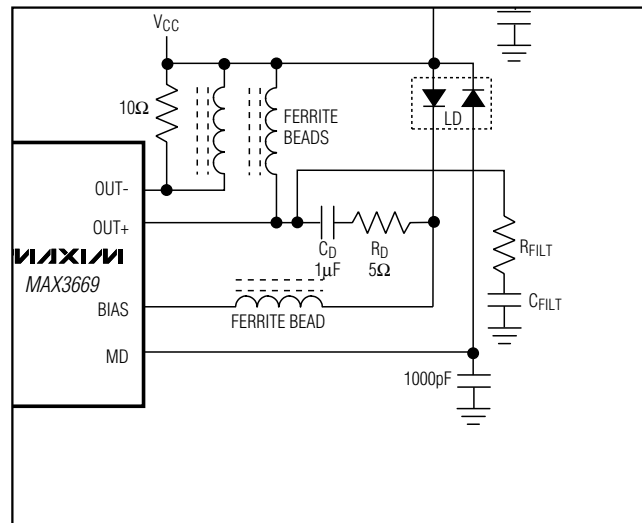 VCC
10Ω
FERRITE
BEADS
LD
OUT-
OUT+
CD
1µF
RD
5Ω
RFILT
MAXIM
MAX3669
CFILT
BIAS
FERRITE BEAD
MD
1000pF